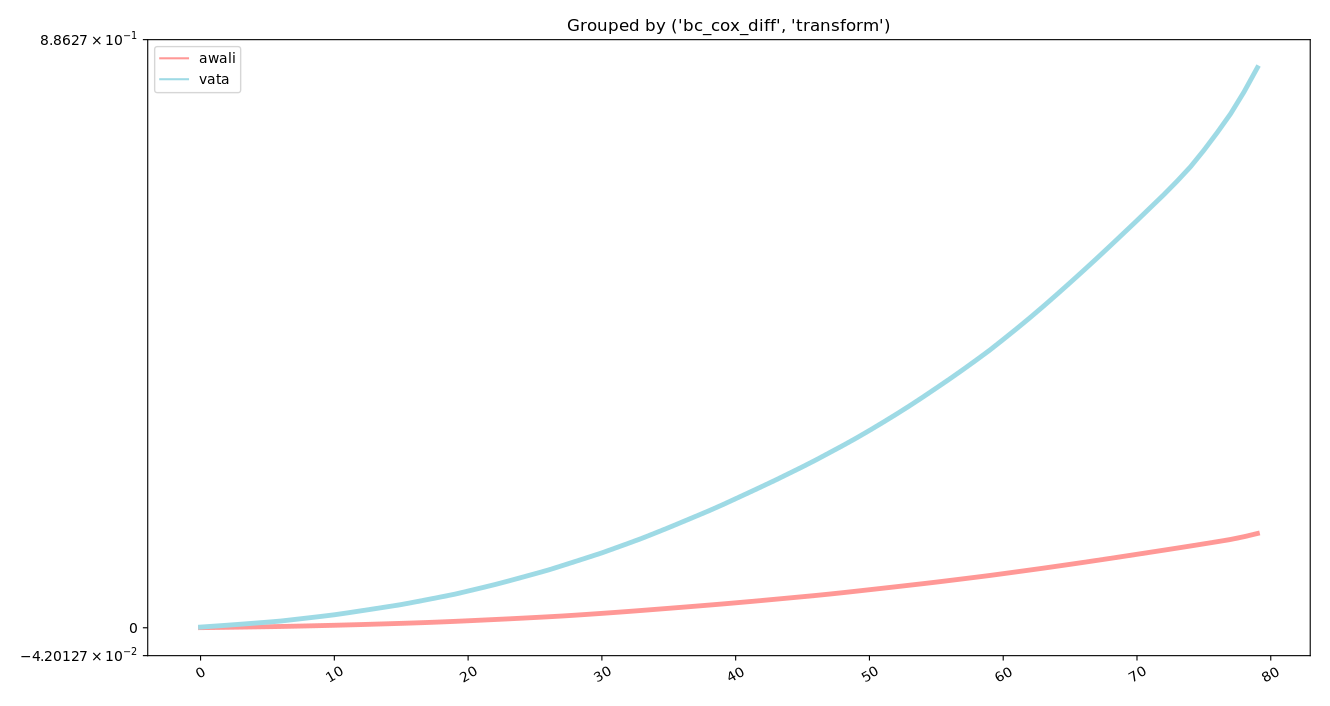 Grouped by ('bc_cox_diff', 'transform')
8.8627 × 10⁻¹
awali
vata
0
−4.20127 × 10⁻²
0 10 20 30 40 50 60 70 80